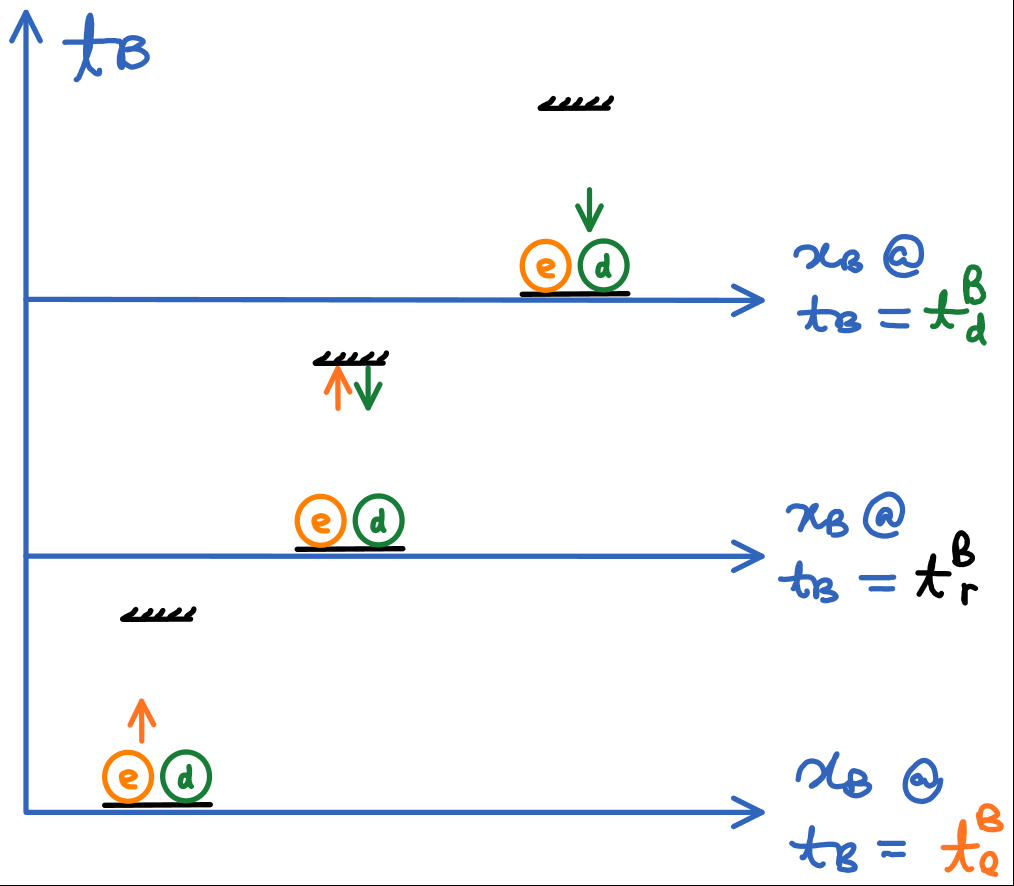 t_B
e d
x_B @
t_B = t_d^B
e d
x_B @
t_B = t_r^B
e d
x_B @
t_B = t_e^B